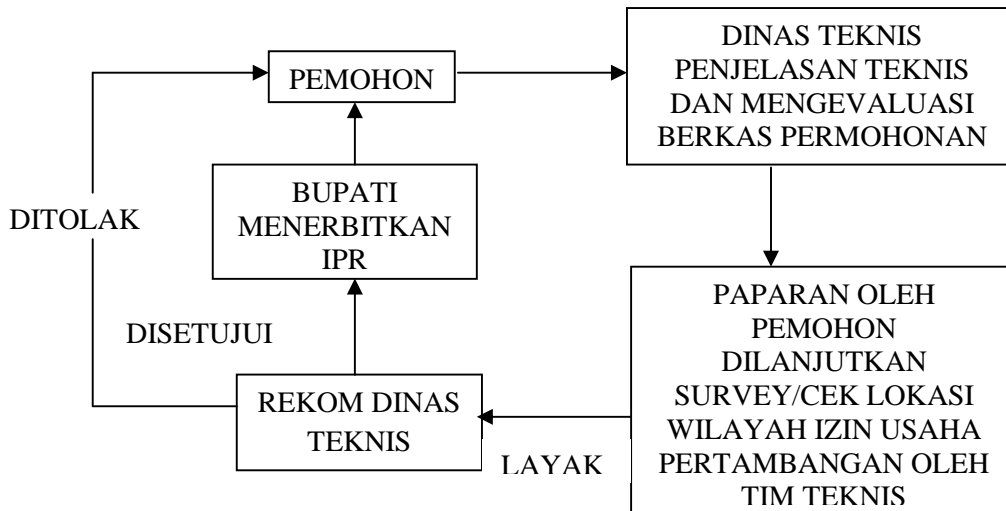 PEMOHON
DINAS TEKNIS
PENJELASAN TEKNIS
DAN MENGEVALUASI
BERKAS PERMOHONAN
BUPATI
MENERBITKAN
IPR
DITOLAK
DISETUJUI
PAPARAN OLEH
PEMOHON
DILANJUTKAN
SURVEY/CEK LOKASI
WILAYAH IZIN USAHA
PERTAMBANGAN OLEH
TIM TEKNIS
REKOM DINAS
TEKNIS
LAYAK